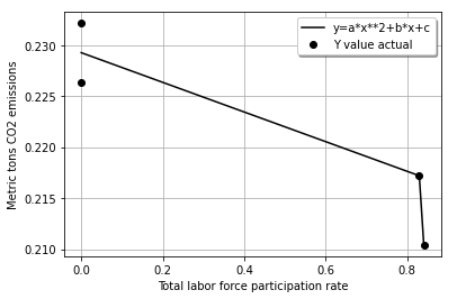 y=a*x**2+b*x+c
Y value actual
Metric tons CO2 emissions
0.230
0.225
0.220
0.215
0.210
0.0 0.2 0.4 0.6 0.8
Total labor force participation rate